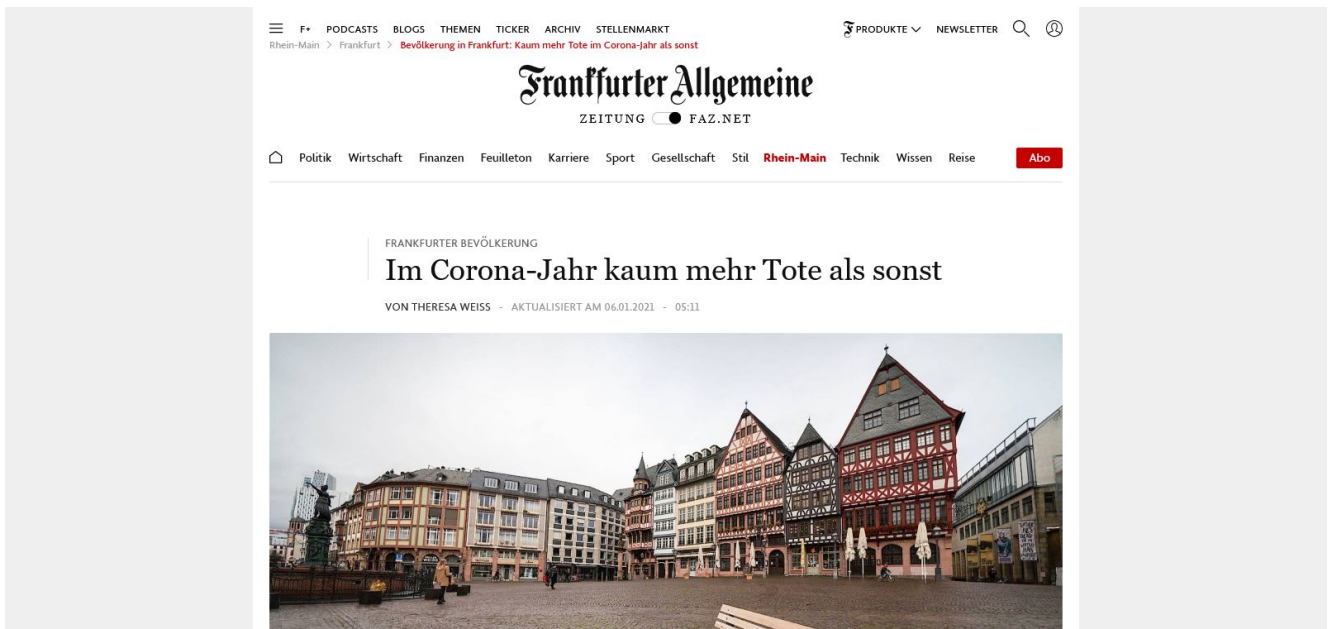 F+ PODCASTS BLOGS THEMEN TICKER ARCHIV STELLENMARKT PRODUKTE NEWSLETTER
Rhein-Main > Frankfurt > Bevölkerung in Frankfurt: Kaum mehr Tote im Corona-Jahr als sonst
Frankfurter Allgemeine
ZEITUNG FAZ.NET
Politik Wirtschaft Finanzen Feuilleton Karriere Sport Gesellschaft Stil Rhein-Main Technik Wissen Reise Abo
FRANKFURTER BEVÖLKERUNG
Im Corona-Jahr kaum mehr Tote als sonst
VON THERESA WEISS - AKTUALISIERT AM 06.01.2021 - 05:11